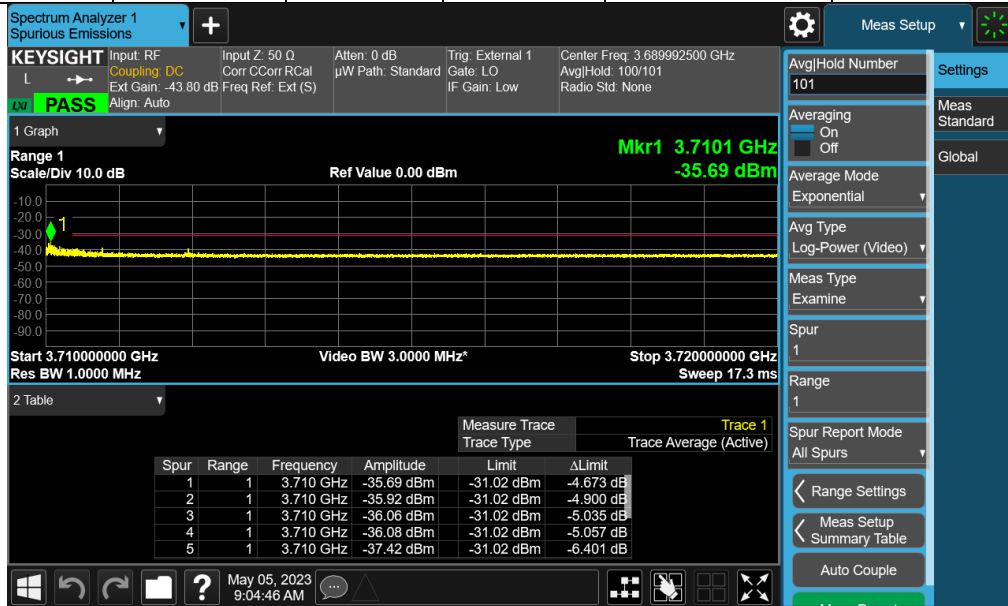 Spectrum Analyzer 1
Spurious Emissions
+
Meas Setup
KEYSIGHT Input: RF Input Z: 50 Ω Atten: 0 dB Trig: External 1 Center Freq: 3.689992500 GHz
L Coupling: DC Corr CCorr RCal µW Path: Standard Gate: LO Avg|Hold: 100/101
Ext Gain: -43.80 dB Freq Ref: Ext (S) IF Gain: Low Radio Std: None
LXI PASS Align: Auto
1 Graph
Range 1
Mkr1 3.7101 GHz
Scale/Div 10.0 dB Ref Value 0.00 dBm -35.69 dBm
-10.0
-20.0
1
-30.0
-40.0
-50.0
-60.0
-70.0
-80.0
-90.0
Start 3.710000000 GHz Video BW 3.0000 MHz* Stop 3.720000000 GHz
Res BW 1.0000 MHz Sweep 17.3 ms
2 Table
Measure Trace Trace 1
Trace Type Trace Average (Active)
Spur Range Frequency Amplitude Limit ΔLimit
1 1 3.710 GHz -35.69 dBm -31.02 dBm -4.673 dB
2 1 3.710 GHz -35.92 dBm -31.02 dBm -4.900 dB
3 1 3.710 GHz -36.06 dBm -31.02 dBm -5.035 dB
4 1 3.710 GHz -36.08 dBm -31.02 dBm -5.057 dB
5 1 3.710 GHz -37.42 dBm -31.02 dBm -6.401 dB
?
May 05, 2023
9:04:46 AM
Avg|Hold Number
101
Averaging
On
Off
Average Mode
Exponential
Avg Type
Log-Power (Video)
Meas Type
Examine
Spur
1
Range
1
Spur Report Mode
All Spurs
Range Settings
Meas Setup
Summary Table
Auto Couple
Settings
Meas
Standard
Global